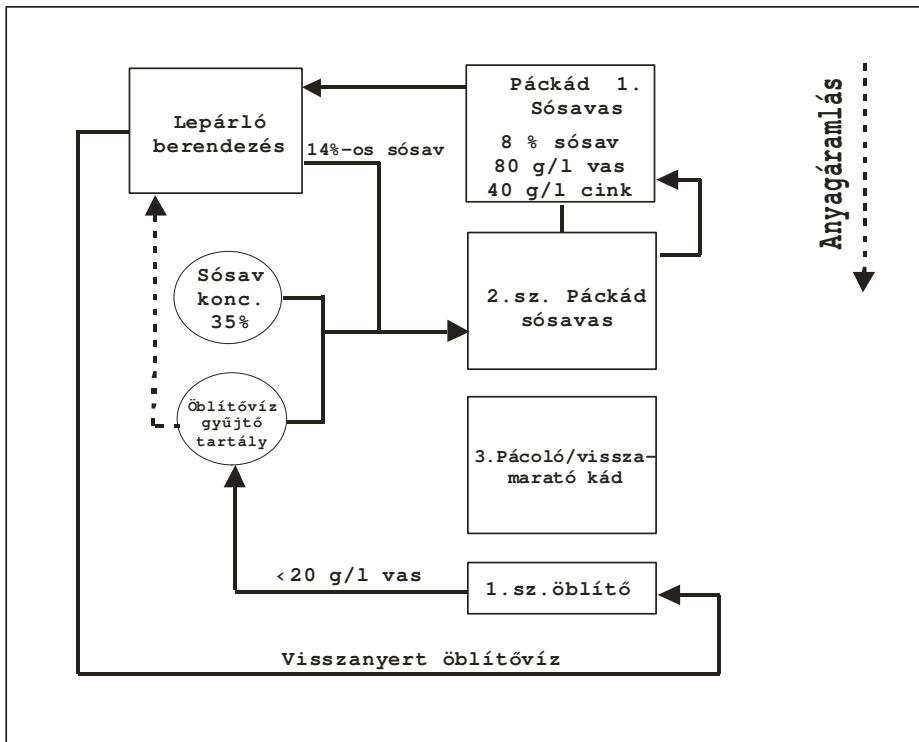 Lepárló
berendezés
14%-os sósav
Páckád 1.
Sósavas
8 % sósav
80 g/l vas
40 g/l cink
Anyagáramlás
Sósav
konc.
35%
2.sz. Páckád
sósavas
Öblítővíz
gyűjtő
tartály
3.Pácoló/vissza-
marató kád
<20 g/l vas
1.sz.öblítő
Visszanyert öblítővíz